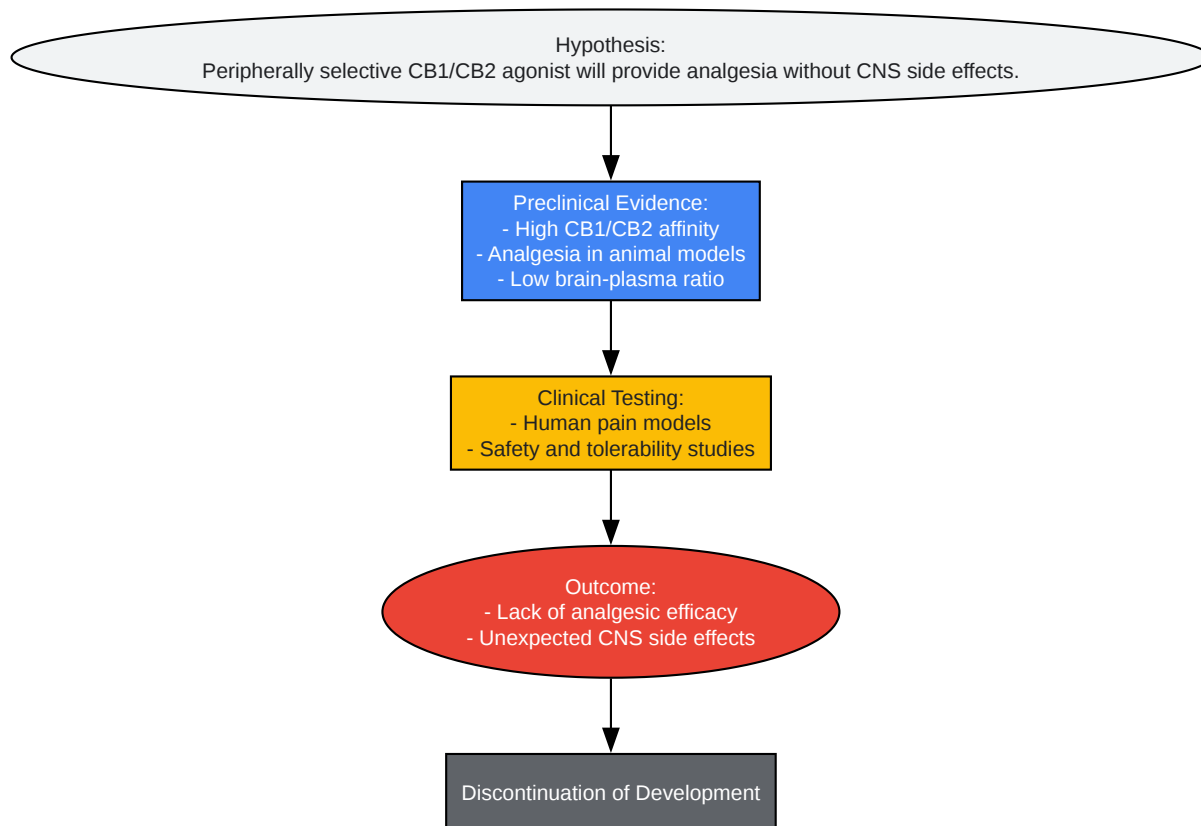 Hypothesis:
Peripherally selective CB1/CB2 agonist will provide analgesia without CNS side effects.
Preclinical Evidence:
- High CB1/CB2 affinity
- Analgesia in animal models
- Low brain-plasma ratio
Clinical Testing:
- Human pain models
- Safety and tolerability studies
Outcome:
- Lack of analgesic efficacy
- Unexpected CNS side effects
Discontinuation of Development